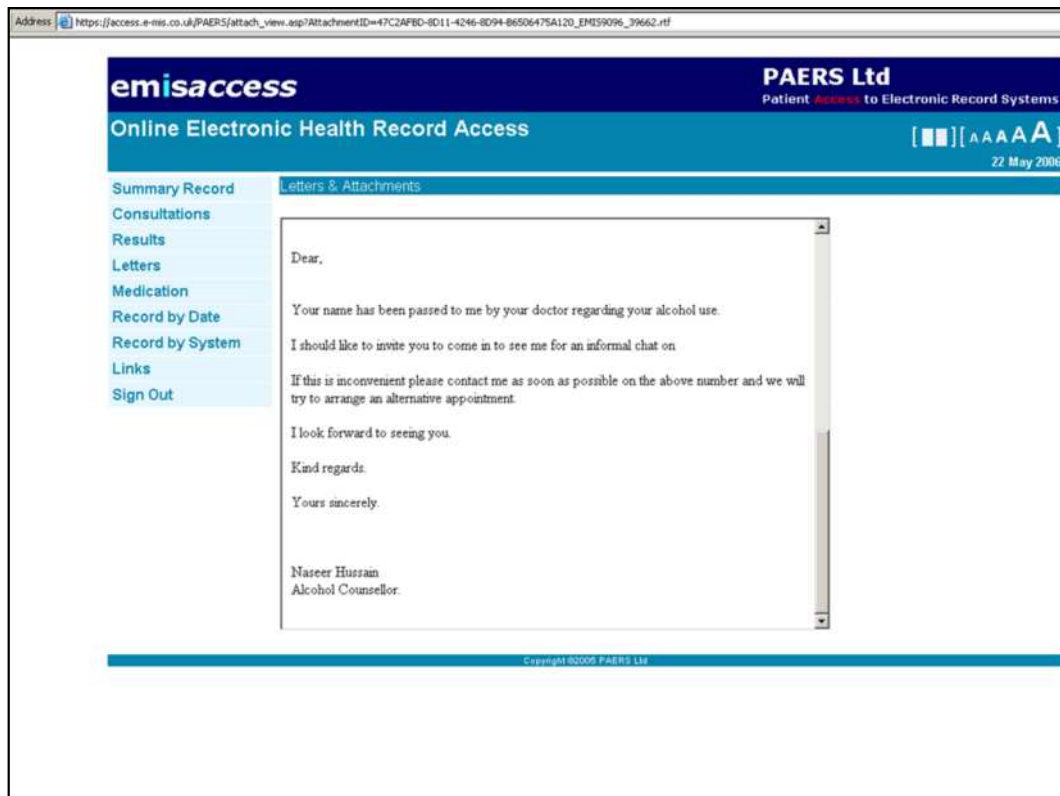 Address https://access.e-mis.co.uk/PAERS/attach_view.asp?AttachmentID=47C2AFBD-8D11-4246-8D94-B6506475A120_EMIS9096_39662.rtf
emisaccess
PAERS Ltd
Patient Access to Electronic Record Systems
Online Electronic Health Record Access
[ ][ A A A A A ]
22 May 2006
Summary Record
Consultations
Results
Letters
Medication
Record by Date
Record by System
Links
Sign Out
Letters & Attachments
Dear,
Your name has been passed to me by your doctor regarding your alcohol use.
I should like to invite you to come in to see me for an informal chat on
If this is inconvenient please contact me as soon as possible on the above number and we will
try to arrange an alternative appointment.
I look forward to seeing you.
Kind regards.
Yours sincerely.
Naseer Hussain
Alcohol Counsellor.
Copyright ©2005 PAERS Ltd